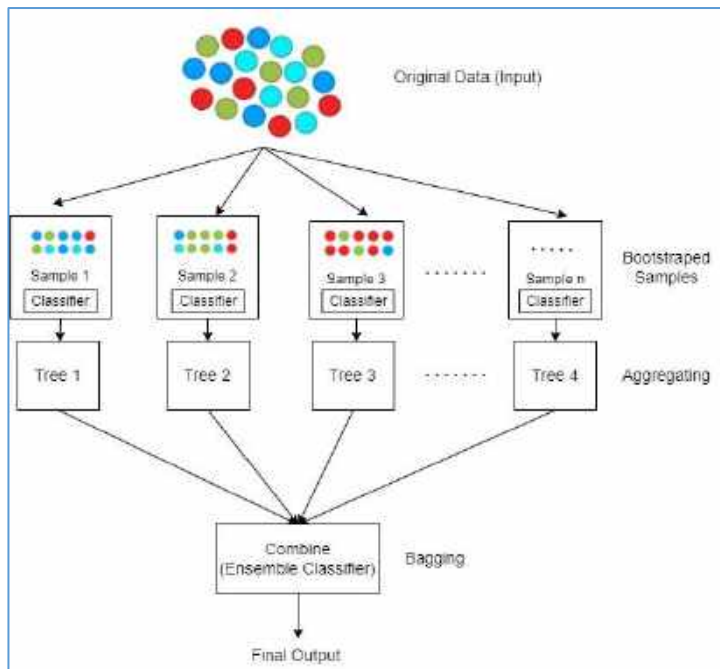 Original Data (Input)
Sample 1
Classifier
Sample 2
Classifier
Sample 3
Classifier
.......
.....
Sample n
Classifier
Bootstraped
Samples
Tree 1
Tree 2
Tree 3
.......
Tree 4
Aggregating
Combine
(Ensemble Classifier)
Bagging
Final Output